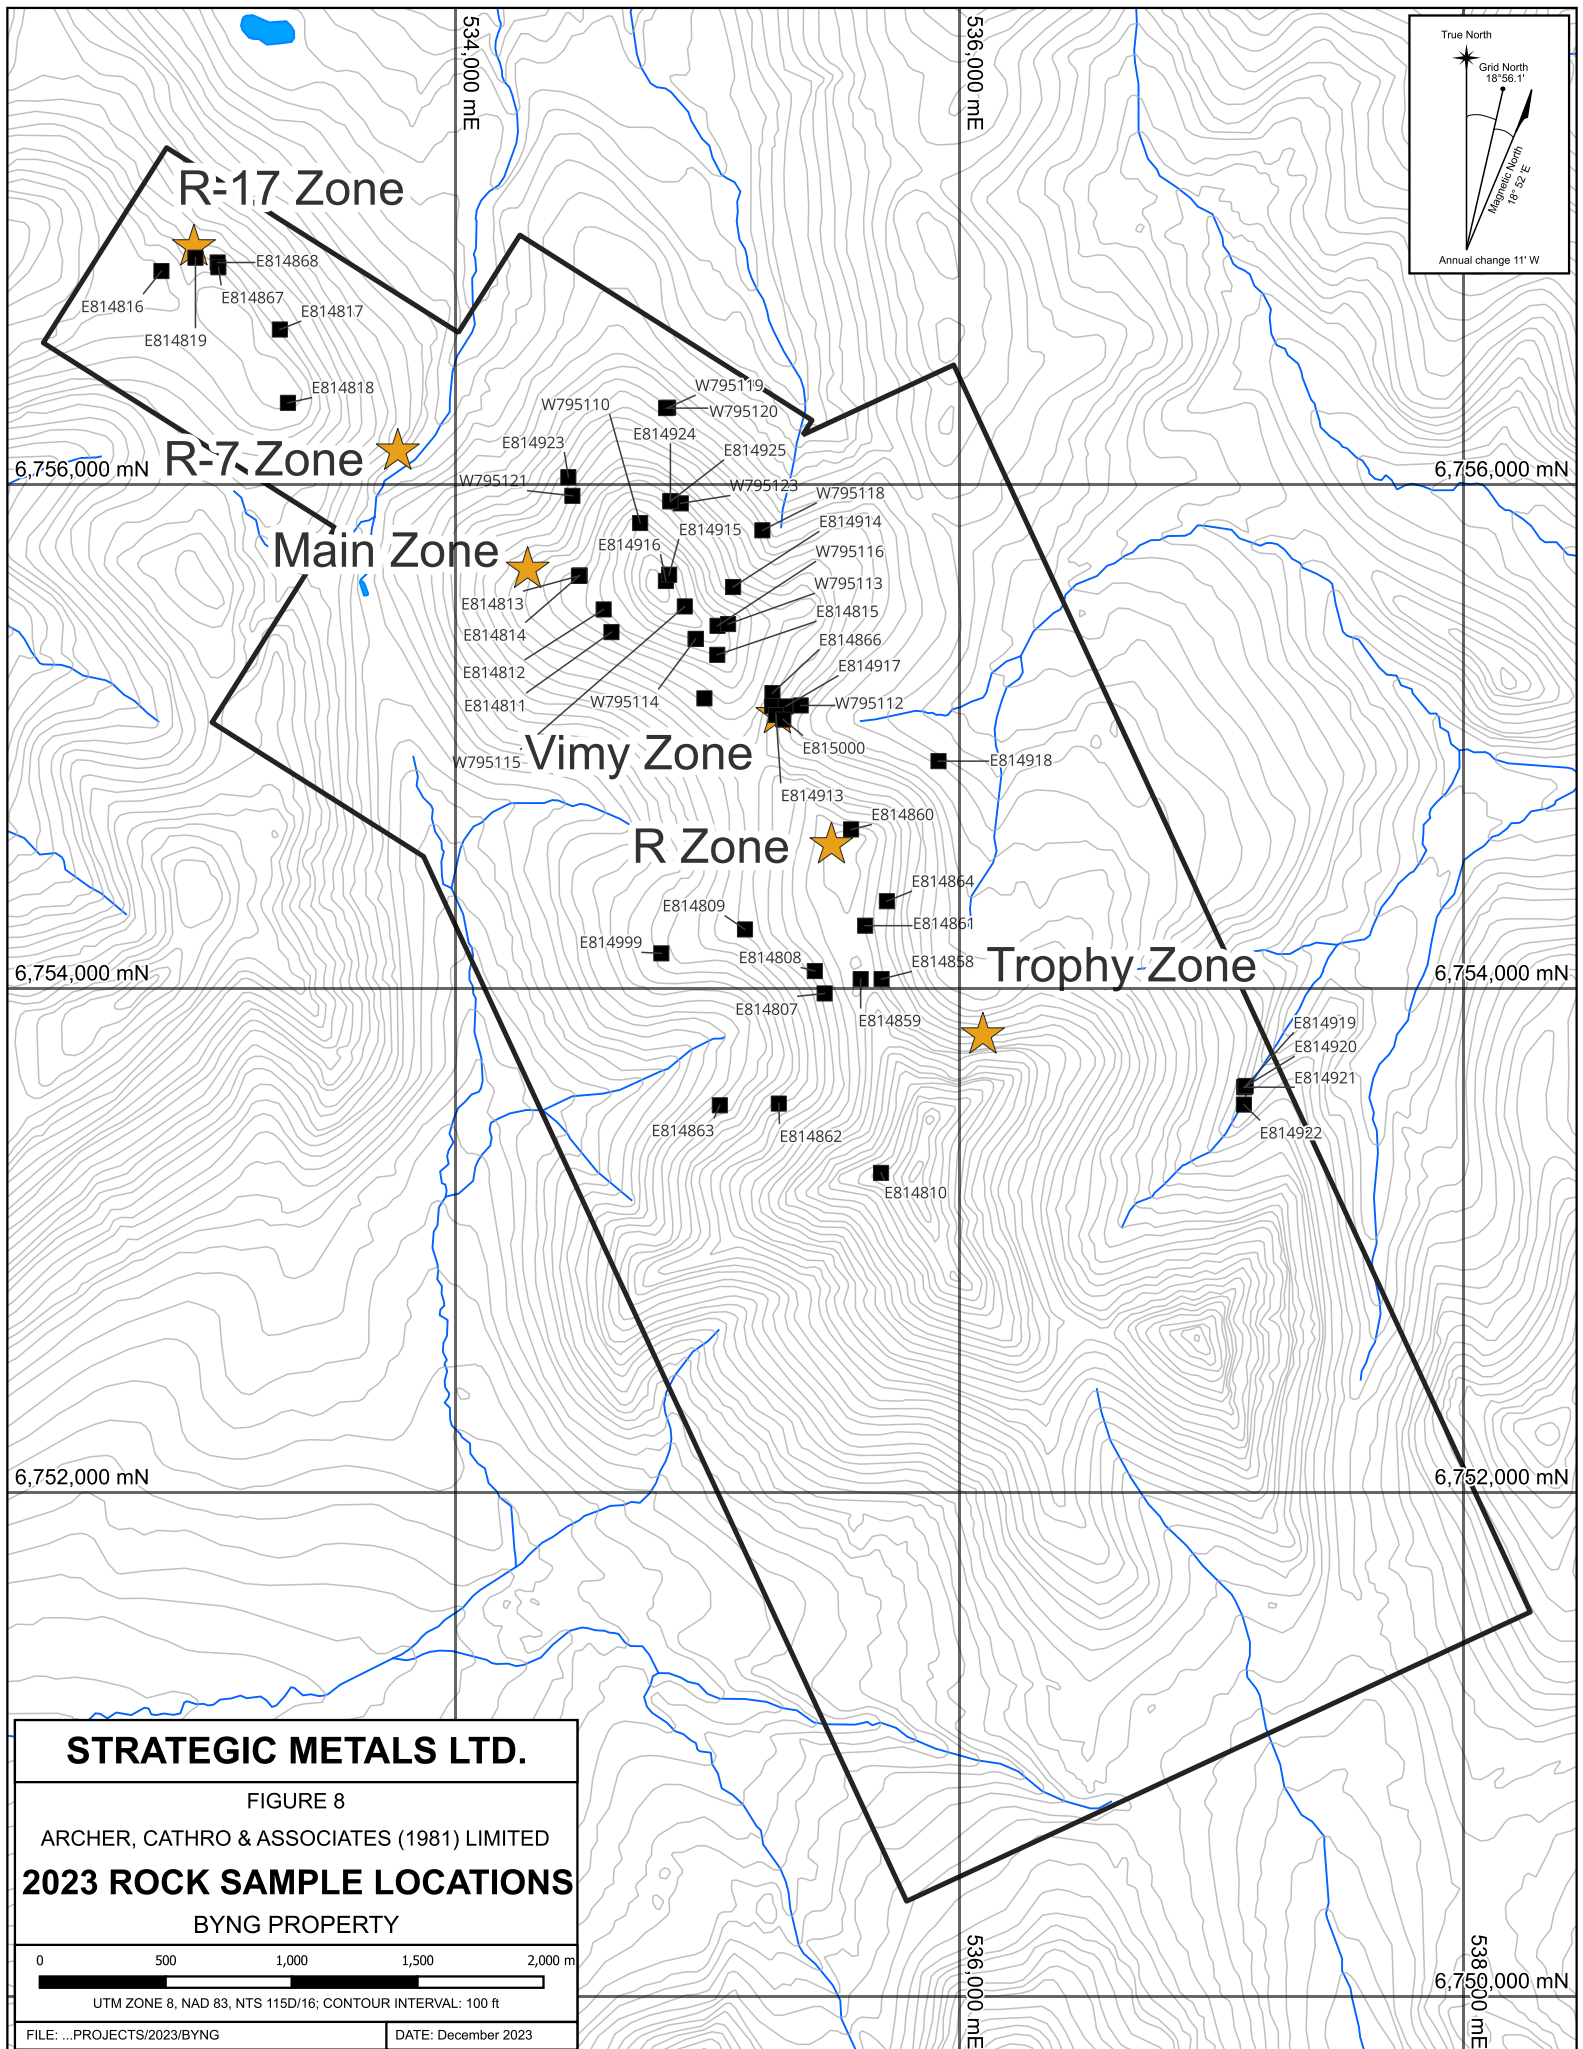 534,000 mE
536,000 mE
True North
Grid North
18°56.1'
Magnetic North
18° 52 'E
Annual change 11' W
R-17 Zone
E814868
E814867
E814816
E814817
E814819
E814818
W795119
W795110
W795120
E814924
E814923
E814925
R-7 Zone
6,756,000 mN
6,756,000 mN
W795121
W795123
W795118
E814914
E814915
E814916
Main Zone
W795116
W795113
E814813
E814815
E814814
E814866
E814812
E814917
W795114
E814811
W795112
E815000
Vimy Zone
W795115
E814918
E814913
E814860
R Zone
E814864
E814809
E814861
E814999
E814808
E814858
Trophy Zone
6,754,000 mN
6,754,000 mN
E814807
E814859
E814919
E814920
E814921
E814863
E814862
E814922
E814810
6,752,000 mN
6,752,000 mN
STRATEGIC METALS LTD.
FIGURE 8
ARCHER, CATHRO & ASSOCIATES (1981) LIMITED
2023 ROCK SAMPLE LOCATIONS
BYNG PROPERTY
0 500 1,000 1,500 2,000 m
UTM ZONE 8, NAD 83, NTS 115D/16; CONTOUR INTERVAL: 100 ft
FILE: ...PROJECTS/2023/BYNG
DATE: December 2023
536,000 mE
538,000 mE
6,750,000 mN